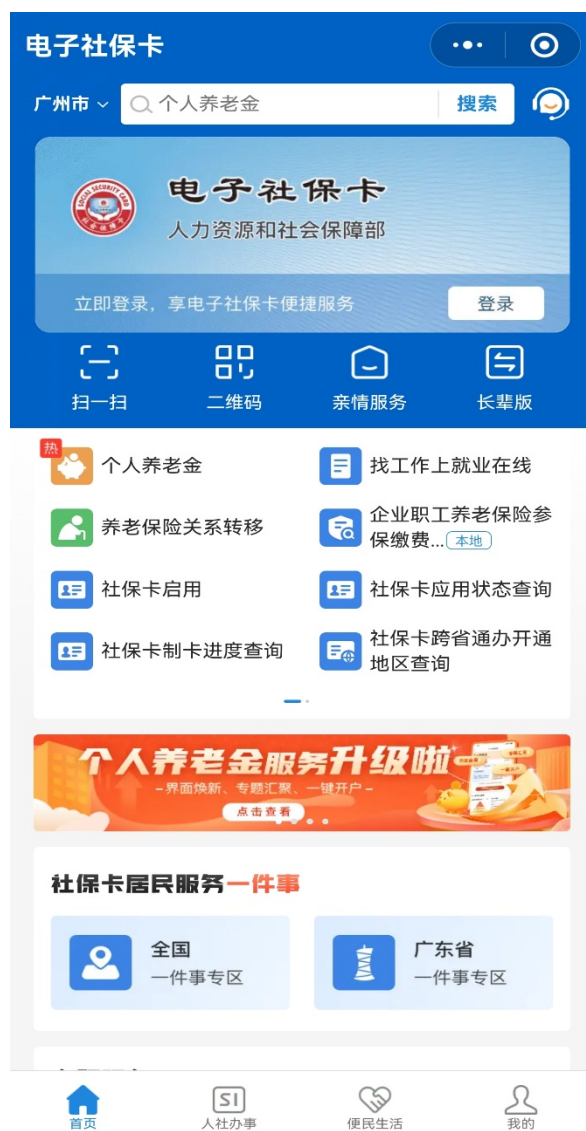 电子社保卡
广州市
个人养老金
搜索
SOCIAL SECURITY CARD
社会保障卡
电子社保卡
人力资源和社会保障部
立即登录，享电子社保卡便捷服务
登录
扫一扫
二维码
亲情服务
长辈版
热
个人养老金
找工作上就业在线
养老保险关系转移
企业职工养老保险参
保缴费...
本地
社保卡启用
社保卡应用状态查询
社保卡制卡进度查询
社保卡跨省通办开通
地区查询
个人养老金服务升级啦
-界面焕新、专题汇聚、一键开户-
点击查看
社保卡居民服务一件事
全国
一件事专区
广东省
一件事专区
SI
首页
人社办事
便民生活
我的